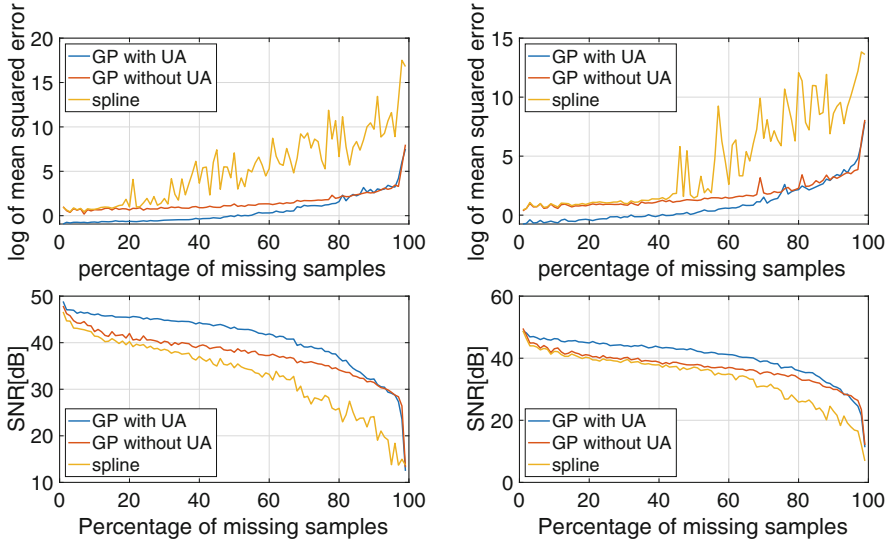 log of mean squared error
20
15
10
5
0
GP with UA
GP without UA
spline
0 20 40 60 80 100
percentage of missing samples
log of mean squared error
15
10
5
0
GP with UA
GP without UA
spline
0 20 40 60 80 100
percentage of missing samples
SNR[dB]
50
40
30
20
10
GP with UA
GP without UA
spline
0 20 40 60 80 100
Percentage of missing samples
SNR[dB]
60
40
20
0
GP with UA
GP without UA
spline
0 20 40 60 80 100
Percentage of missing samples